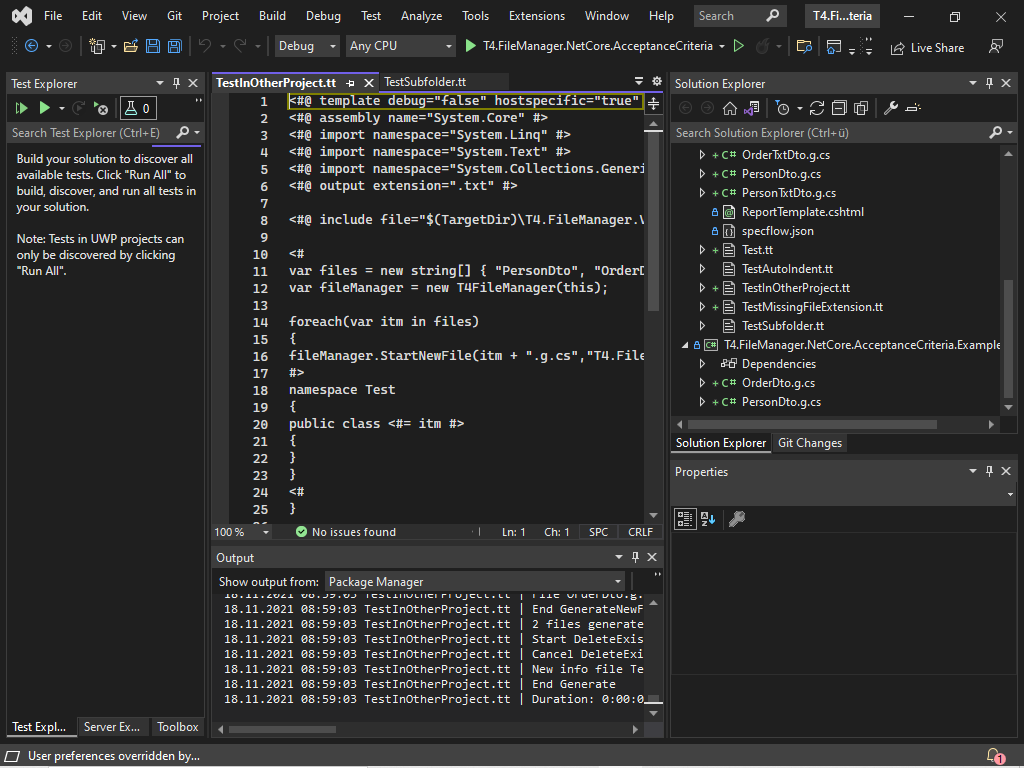 File Edit View Git Project Build Debug Test Analyze Tools Extensions Window Help Search T4.Fi...teria
Debug Any CPU T4.FileManager.NetCore.AcceptanceCriteria Live Share
Test Explorer
0
Search Test Explorer (Ctrl+E)
Build your solution to discover all
available tests. Click "Run All" to
build, discover, and run all tests in
your solution.
Note: Tests in UWP projects can
only be discovered by clicking
"Run All".
Test Expl... Server Ex... Toolbox
TestInOtherProject.tt TestSubfolder.tt
1 <#@ template debug="false" hostspecific="true"
2 <#@ assembly name="System.Core" #>
3 <#@ import namespace="System.Linq" #>
4 <#@ import namespace="System.Text" #>
5 <#@ import namespace="System.Collections.Generi
6 <#@ output extension=".txt" #>
7
8 <#@ include file="$(TargetDir)\T4.FileManager.V
9
10 <#
11 var files = new string[] { "PersonDto", "OrderD
12 var fileManager = new T4FileManager(this);
13
14 foreach(var itm in files)
15 {
16 fileManager.StartNewFile(itm + ".g.cs","T4.File
17 #>
18 namespace Test
19 {
20 public class <#= itm #>
21 {
22 }
23 }
24 <#
25 }
100 % No issues found Ln: 1 Ch: 1 SPC CRLF
Output
Show output from: Package Manager
18.11.2021 08:59:03 TestInOtherProject.tt | File OrderDto.g.
18.11.2021 08:59:03 TestInOtherProject.tt | End GenerateNewF
18.11.2021 08:59:03 TestInOtherProject.tt | 2 files generate
18.11.2021 08:59:03 TestInOtherProject.tt | Start DeleteExis
18.11.2021 08:59:03 TestInOtherProject.tt | Cancel DeleteExi
18.11.2021 08:59:03 TestInOtherProject.tt | New info file Te
18.11.2021 08:59:03 TestInOtherProject.tt | End Generate
18.11.2021 08:59:03 TestInOtherProject.tt | Duration: 0:00:0
Solution Explorer
Search Solution Explorer (Ctrl+ü)
+ C# OrderTxtDto.g.cs
+ C# PersonDto.g.cs
+ C# PersonTxtDto.g.cs
ReportTemplate.cshtml
specflow.json
+ Test.tt
TestAutoIndent.tt
+ TestInOtherProject.tt
+ TestMissingFileExtension.tt
TestSubfolder.tt
C# T4.FileManager.NetCore.AcceptanceCriteria.Example
Dependencies
+ C# OrderDto.g.cs
+ C# PersonDto.g.cs
Solution Explorer Git Changes
Properties
User preferences overridden by...
1